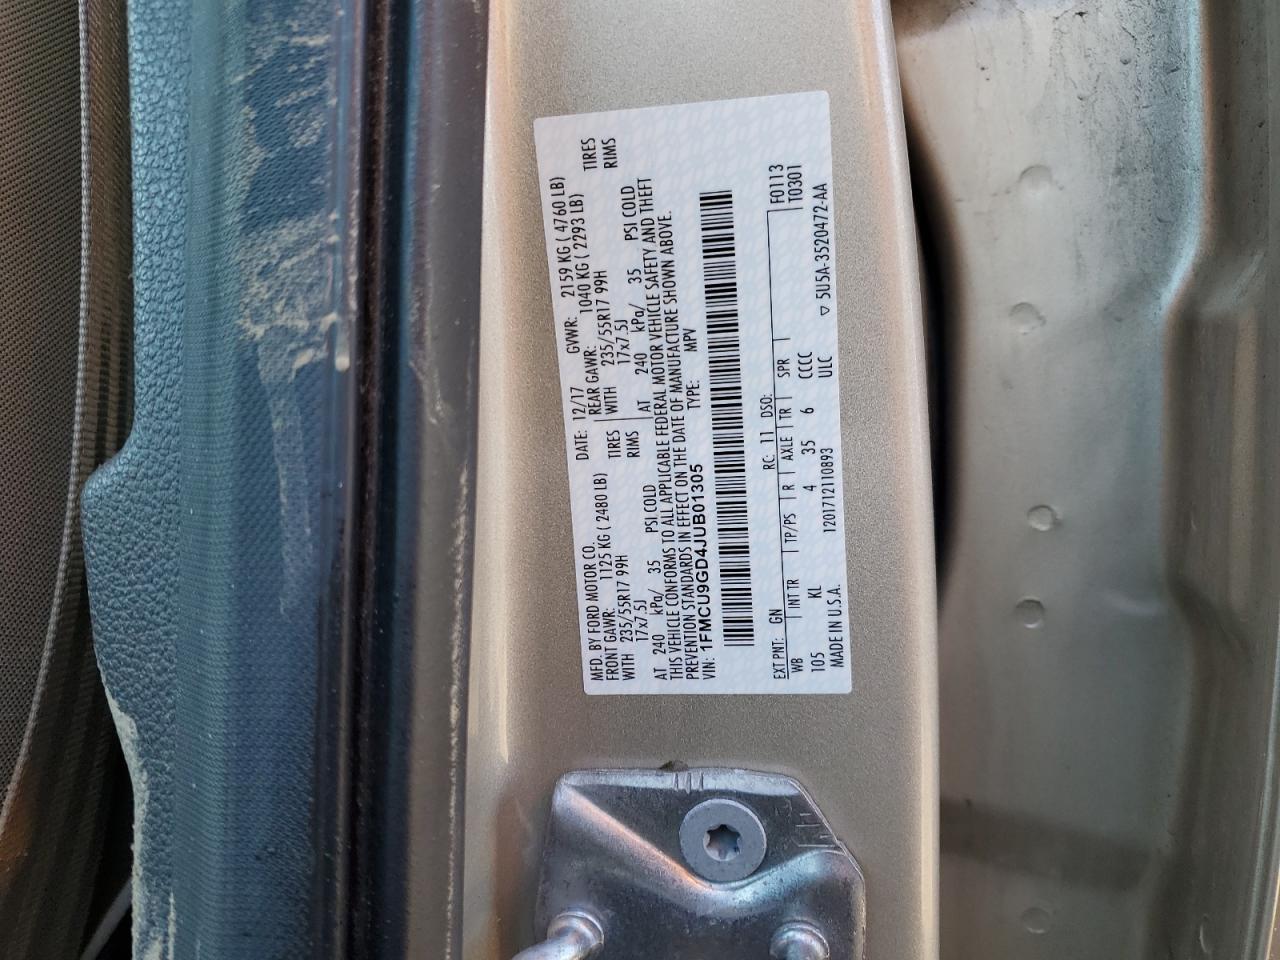 MFD. BY FORD MOTOR CO.
DATE: 12/17 GVWR: 2159 KG ( 4760 LB)
FRONT GAWR: 1125 KG ( 2480 LB) REAR GAWR: 1040 KG ( 2293 LB)
WITH 235/55R17 99H TIRES WITH 235/55R17 99H TIRES
17x7.5J RIMS 17x7.5J RIMS
AT 240 kPa/ 35 PSI COLD AT 240 kPa/ 35 PSI COLD
THIS VEHICLE CONFORMS TO ALL APPLICABLE FEDERAL MOTOR VEHICLE SAFETY AND THEFT
PREVENTION STANDARDS IN EFFECT ON THE DATE OF MANUFACTURE SHOWN ABOVE.
VIN: 1FMCU9GD4JUB01305 TYPE: MPV
F0113
EXT PNT: GN RC: 11 DSO: T0301
WB INT TR TP/PS R AXLE TR SPR
105 KL 4 35 6 CCCC
MADE IN U.S.A. 1201712110893 ULC ▽ 5U5A-3520472-AA